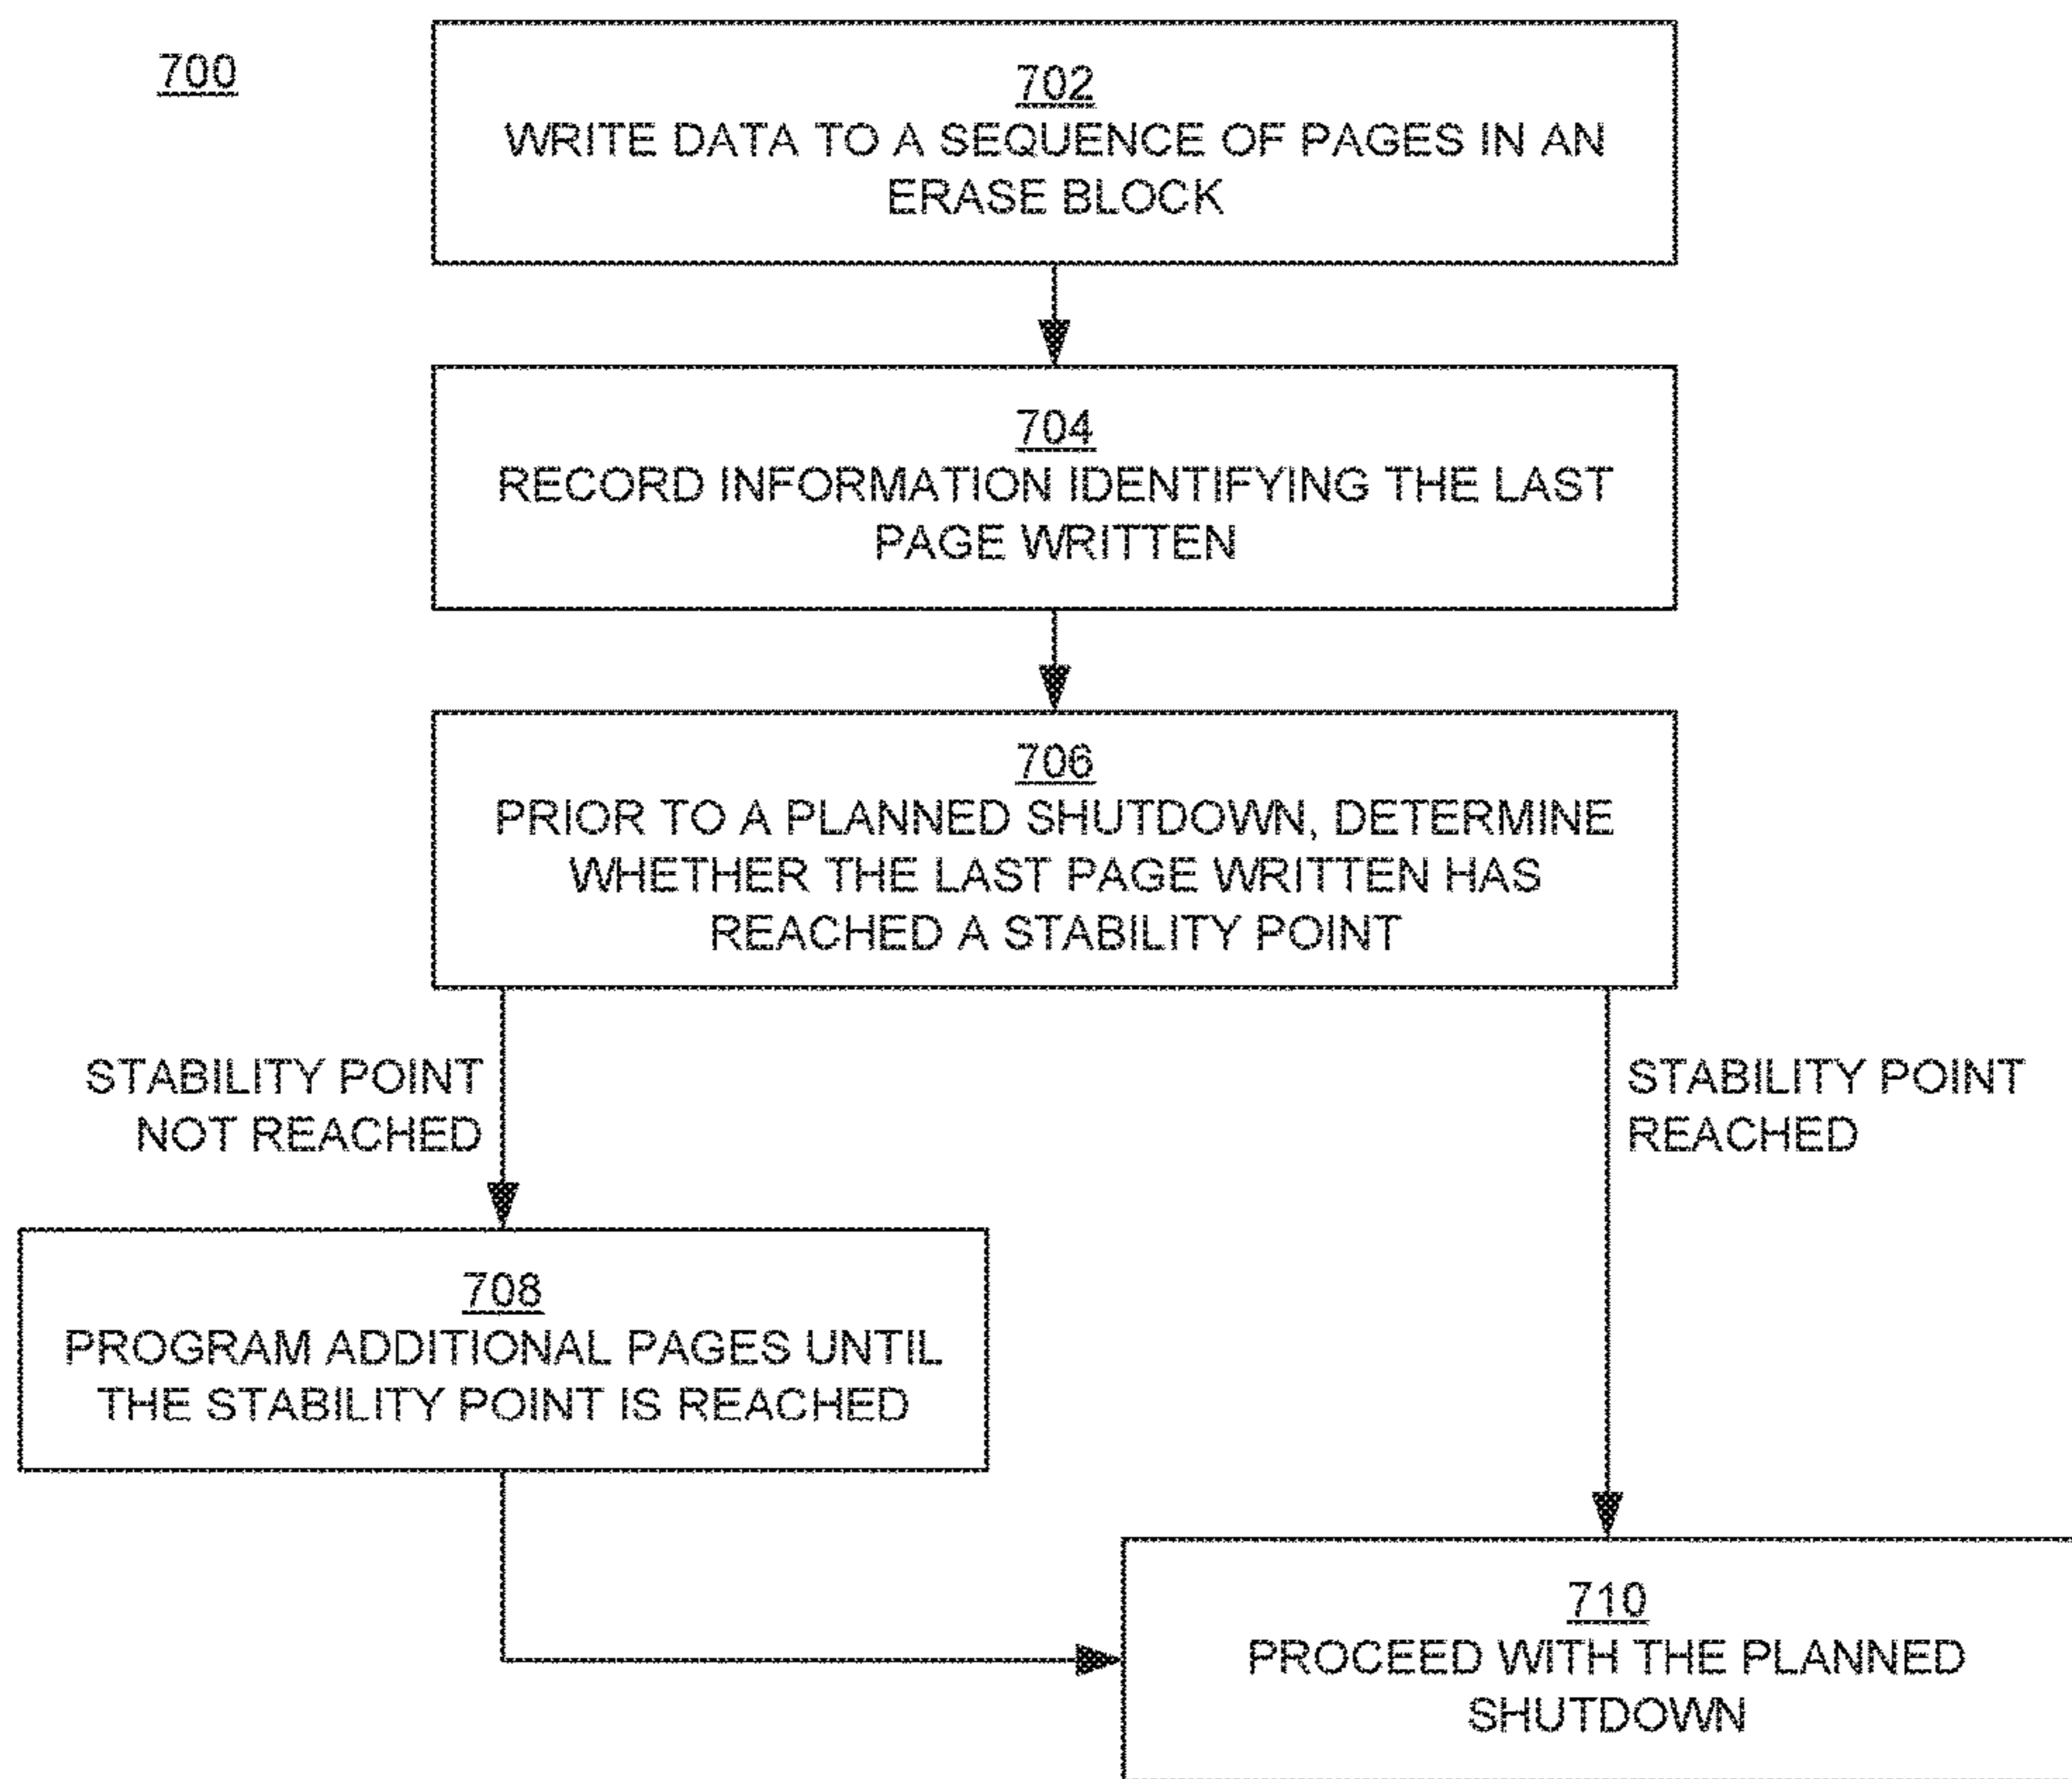 700
702
WRITE DATA TO A SEQUENCE OF PAGES IN AN
ERASE BLOCK
704
RECORD INFORMATION IDENTIFYING THE LAST
PAGE WRITTEN
706
PRIOR TO A PLANNED SHUTDOWN, DETERMINE
WHETHER THE LAST PAGE WRITTEN HAS
REACHED A STABILITY POINT
STABILITY POINT
NOT REACHED
STABILITY POINT
REACHED
708
PROGRAM ADDITIONAL PAGES UNTIL
THE STABILITY POINT IS REACHED
710
PROCEED WITH THE PLANNED
SHUTDOWN